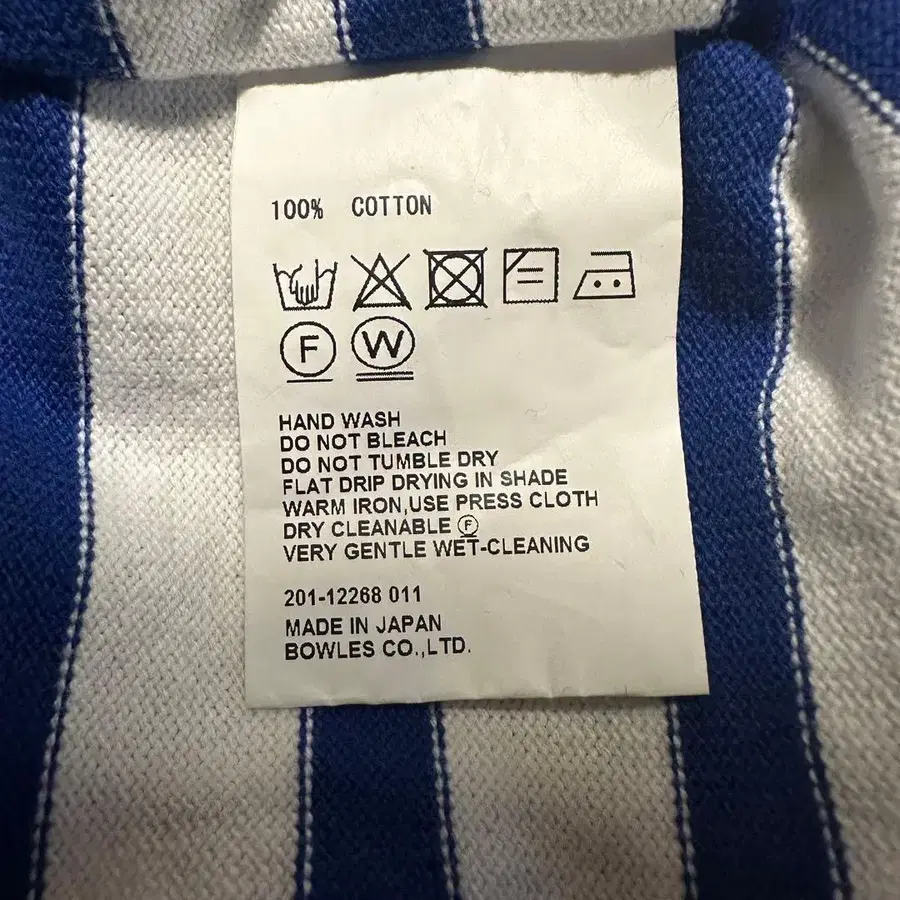 100% COTTON
F W
HAND WASH
DO NOT BLEACH
DO NOT TUMBLE DRY
FLAT DRIP DRYING IN SHADE
WARM IRON,USE PRESS CLOTH
DRY CLEANABLE Ⓕ
VERY GENTLE WET-CLEANING
201-12268 011
MADE IN JAPAN
BOWLES CO.,LTD.